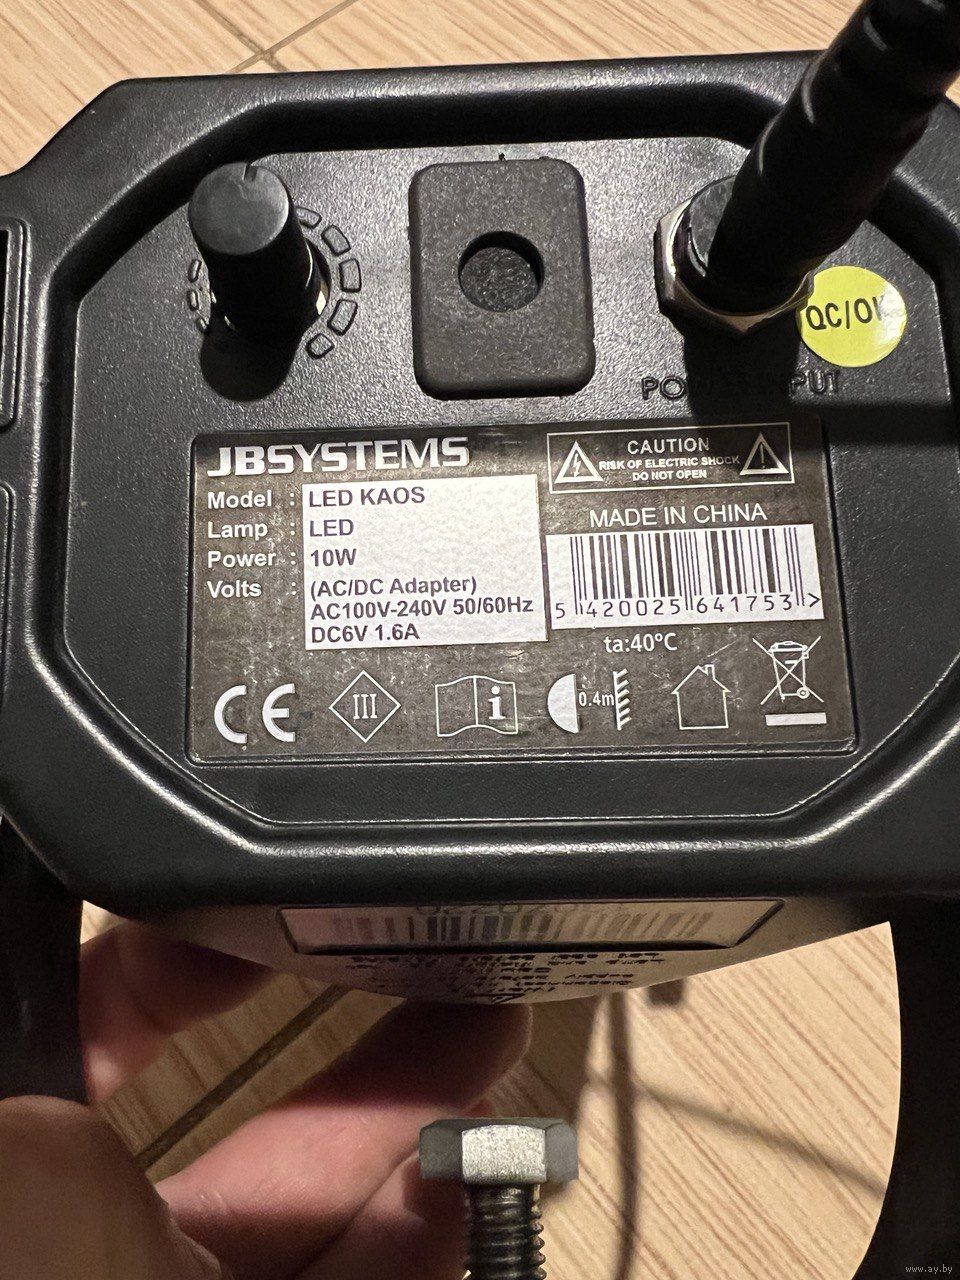 QC/OK
POWER INPUT
JBSYSTEMS
Model : LED KAOS
Lamp : LED
Power : 10W
Volts : (AC/DC Adapter)
AC100V-240V 50/60Hz
DC6V 1.6A
CAUTION
RISK OF ELECTRIC SHOCK
DO NOT OPEN
MADE IN CHINA
5 420025 641753 >
ta:40°C
CE
III
i
0.4m
www.ay.by